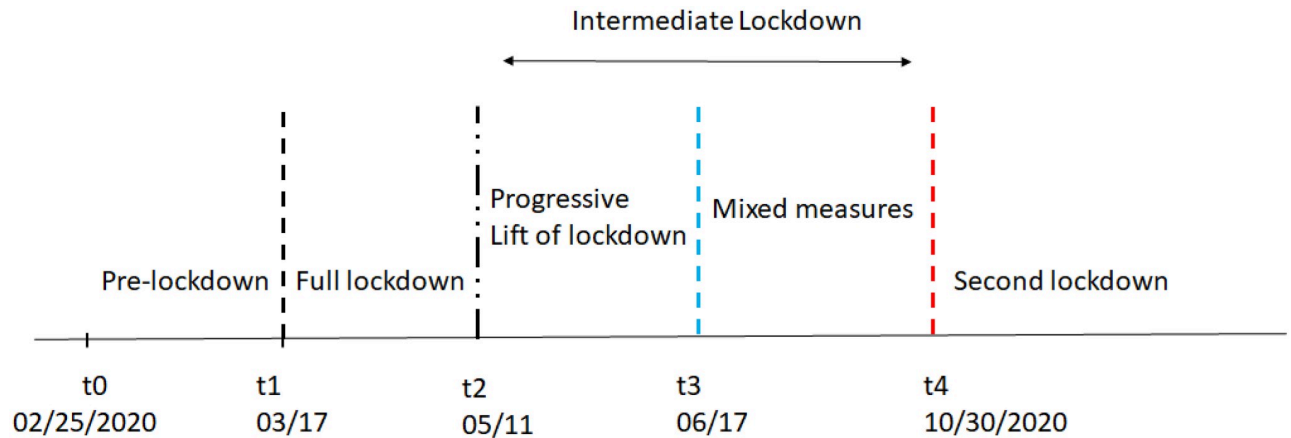 Intermediate Lockdown
Progressive
Lift of lockdown
Mixed measures
Pre-lockdown
Full lockdown
Second lockdown
t0
t1
t2
t3
t4
02/25/2020
03/17
05/11
06/17
10/30/2020